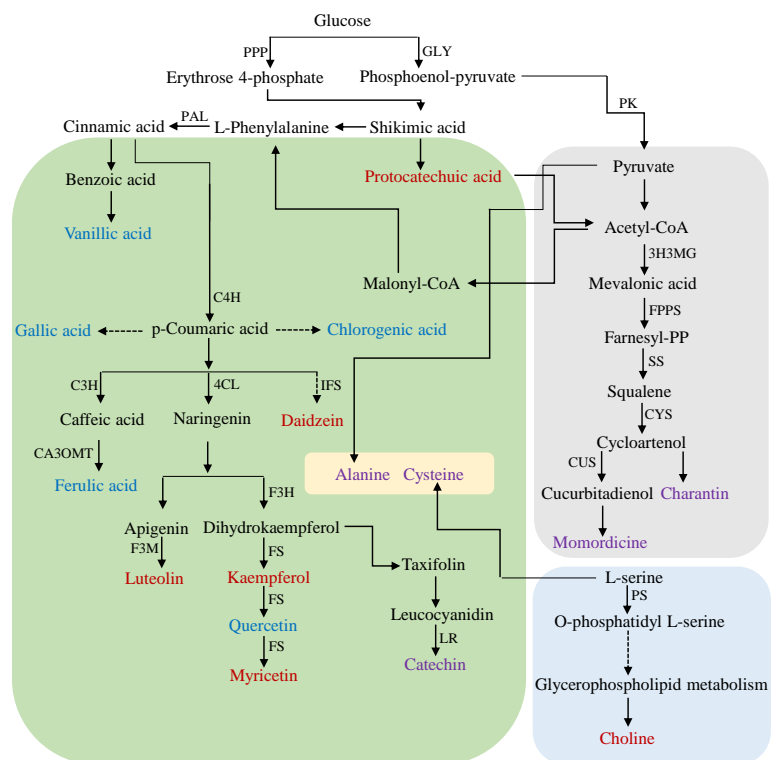 Glucose
PPP
GLY
Erythrose 4-phosphate
Phosphoenol-pyruvate
PK
Cinnamic acid
PAL
L-Phenylalanine
Shikimic acid
Benzoic acid
Protocatechuic acid
Pyruvate
Vanillic acid
Acetyl-CoA
3H3MG
Malonyl-CoA
Mevalonic acid
C4H
FPPS
Gallic acid
p-Coumaric acid
Chlorogenic acid
Farnesyl-PP
SS
C3H
4CL
IFS
Squalene
CYS
Caffeic acid
Naringenin
Daidzein
Cycloartenol
CA3OMT
CUS
Ferulic acid
Alanine
Cysteine
F3H
Cucurbitadienol
Charantin
Apigenin
Dihydrokaempferol
Momordicine
F3M
FS
Taxifolin
Luteolin
Kaempferol
L-serine
FS
PS
Quercetin
Leucocyanidin
O-phosphatidyl L-serine
FS
LR
Myricetin
Catechin
Glycerophospholipid metabolism
Choline